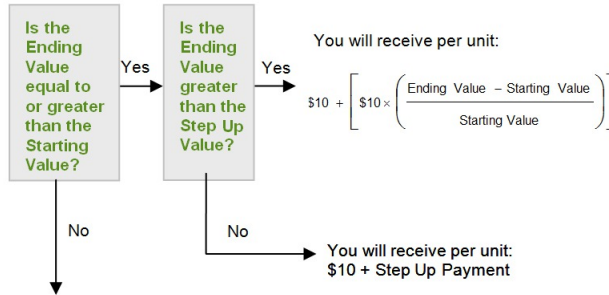 Is the
Ending
Value
equal to
or greater
than the
Starting
Value?
Yes
Is the
Ending
Value
greater
than the
Step Up
Value?
Yes
You will receive per unit:
$10 + [ $10 × ( Ending Value – Starting Value
Starting Value ) ]
No
No
You will receive per unit:
$10 + Step Up Payment